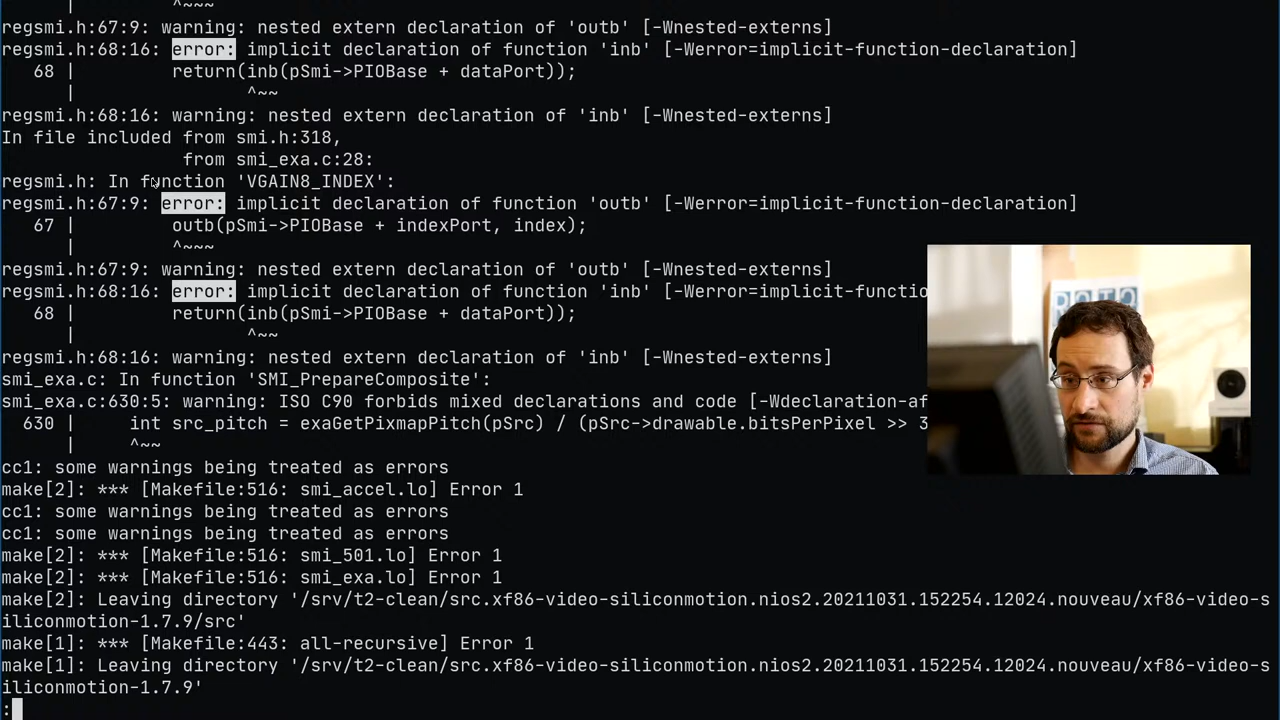 |         ^~~~
regsmi.h:67:9: warning: nested extern declaration of 'outb' [-Wnested-externs]
regsmi.h:68:16: error: implicit declaration of function 'inb' [-Werror=implicit-function-declaration]
   68 |         return(inb(pSmi->PIOBase + dataPort));
      |                ^~~
regsmi.h:68:16: warning: nested extern declaration of 'inb' [-Wnested-externs]
In file included from smi.h:318,
                 from smi_exa.c:28:
regsmi.h: In function 'VGAIN8_INDEX':
regsmi.h:67:9: error: implicit declaration of function 'outb' [-Werror=implicit-function-declaration]
   67 |         outb(pSmi->PIOBase + indexPort, index);
      |         ^~~~
regsmi.h:67:9: warning: nested extern declaration of 'outb' [-Wnested-externs]
regsmi.h:68:16: error: implicit declaration of function 'inb' [-Werror=implicit-functio
   68 |         return(inb(pSmi->PIOBase + dataPort));
      |                ^~~
regsmi.h:68:16: warning: nested extern declaration of 'inb' [-Wnested-externs]
smi_exa.c: In function 'SMI_PrepareComposite':
smi_exa.c:630:5: warning: ISO C90 forbids mixed declarations and code [-Wdeclaration-af
  630 |     int src_pitch = exaGetPixmapPitch(pSrc) / (pSrc->drawable.bitsPerPixel >> 3
      |     ^~~
cc1: some warnings being treated as errors
make[2]: *** [Makefile:516: smi_accel.lo] Error 1
cc1: some warnings being treated as errors
cc1: some warnings being treated as errors
make[2]: *** [Makefile:516: smi_501.lo] Error 1
make[2]: *** [Makefile:516: smi_exa.lo] Error 1
make[2]: Leaving directory '/srv/t2-clean/src.xf86-video-siliconmotion.nios2.20211031.152254.12024.nouveau/xf86-video-s
iliconmotion-1.7.9/src'
make[1]: *** [Makefile:443: all-recursive] Error 1
make[1]: Leaving directory '/srv/t2-clean/src.xf86-video-siliconmotion.nios2.20211031.152254.12024.nouveau/xf86-video-s
iliconmotion-1.7.9'
: